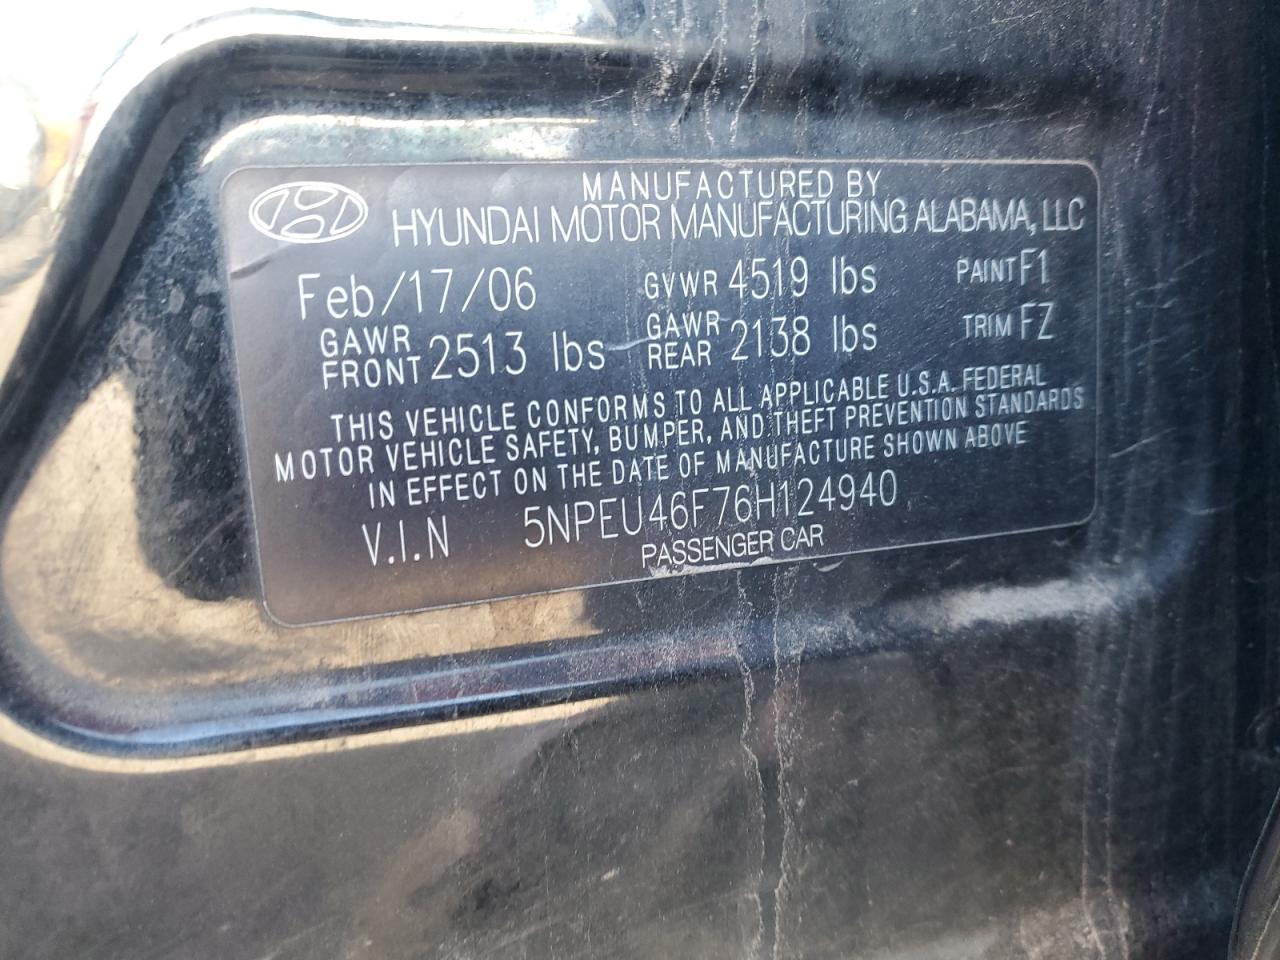 MANUFACTURED BY
HYUNDAI MOTOR MANUFACTURING ALABAMA, LLC
Feb/17/06 GVWR 4519 lbs PAINT F1
GAWR FRONT 2513 lbs GAWR REAR 2138 lbs TRIM FZ
THIS VEHICLE CONFORMS TO ALL APPLICABLE U.S.A. FEDERAL
MOTOR VEHICLE SAFETY, BUMPER, AND THEFT PREVENTION STANDARDS
IN EFFECT ON THE DATE OF MANUFACTURE SHOWN ABOVE
V.I.N 5NPEU46F76H124940
PASSENGER CAR